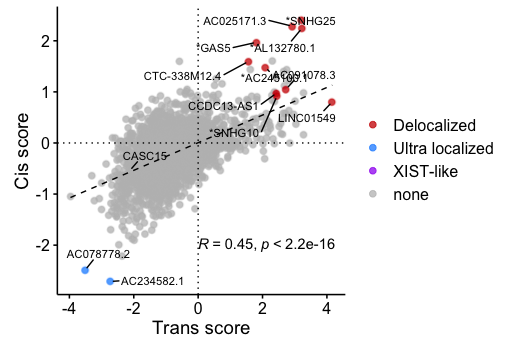 AC025171.3
*SNHG25
*GAS5
*AL132780.1
CTC-338M12.4
AC091078.3
CCDC13-AS1
LINC01549
*SNHG10
CASC15
AC078778.2
AC234582.1
R = 0.45, p < 2.2e-16
2
1
0
-1
-2
-4
-2
0
2
4
Cis score
Trans score
Delocalized
Ultra localized
XIST-like
none